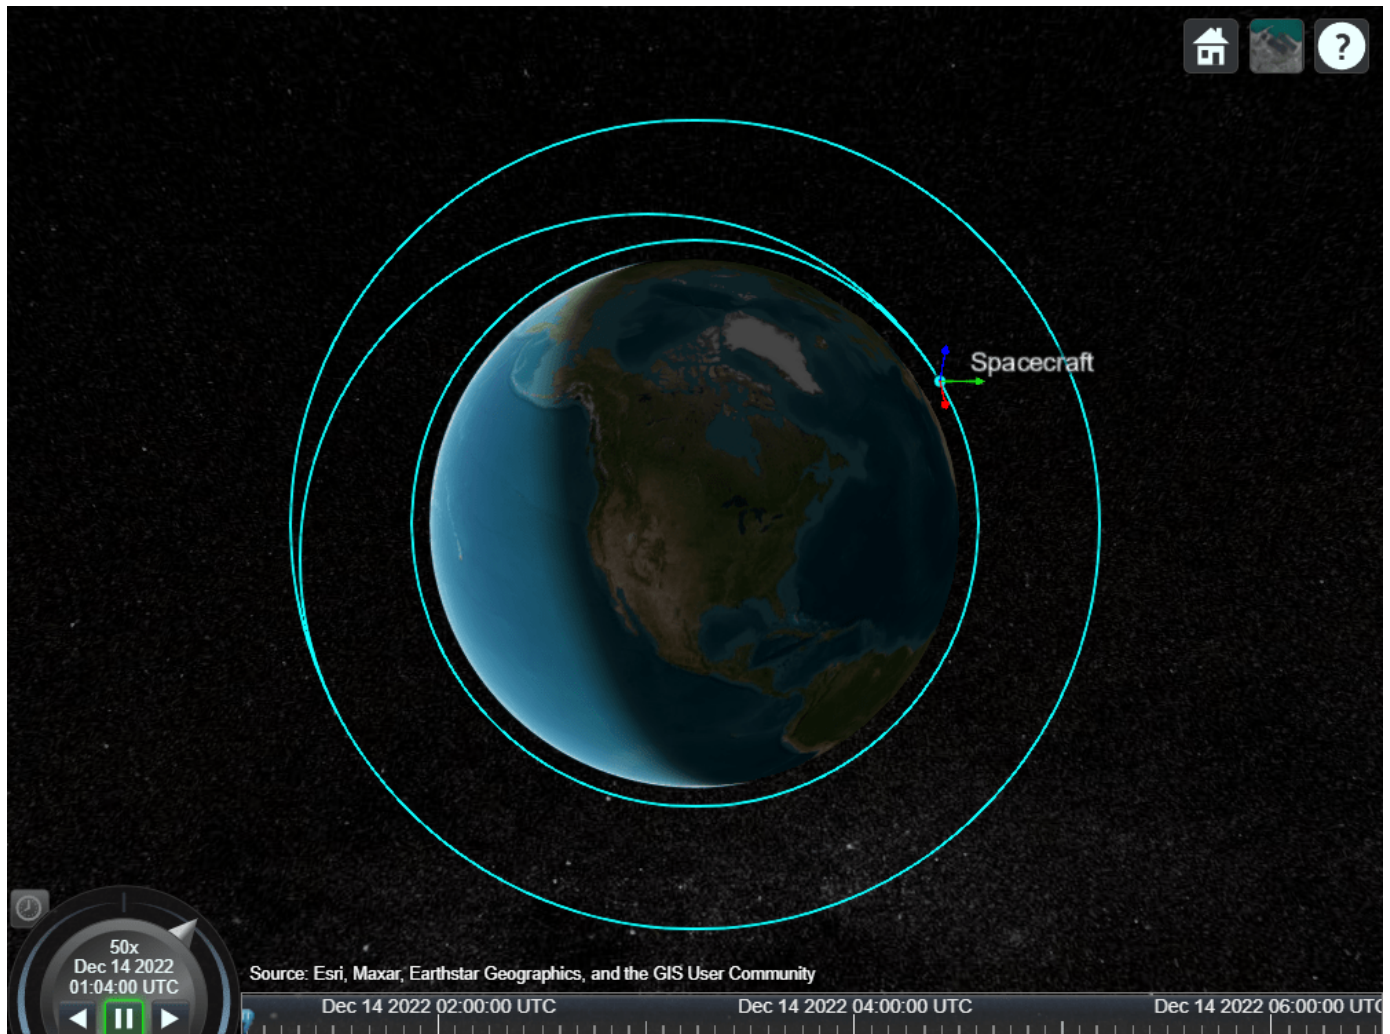 ?
Spacecraft
50x
Dec 14 2022
01:04:00 UTC
Source: Esri, Maxar, Earthstar Geographics, and the GIS User Community
Dec 14 2022 02:00:00 UTC
Dec 14 2022 04:00:00 UTC
Dec 14 2022 06:00:00 UTC